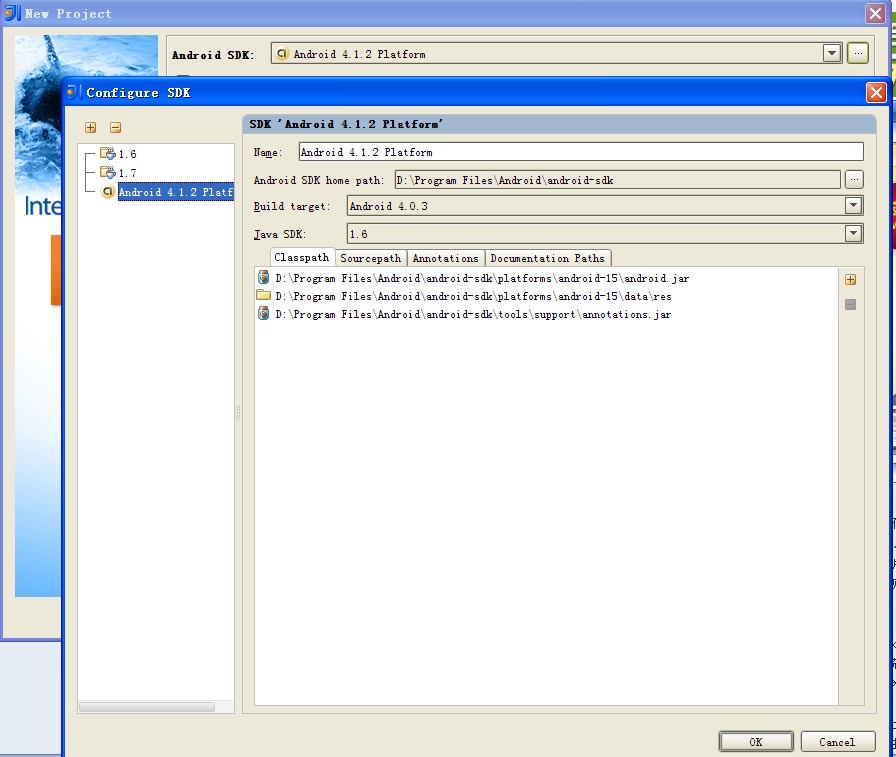 New Project
Android SDK: Android 4.1.2 Platform
Configure SDK
1.6
1.7
Android 4.1.2 Platf
Inte
SDK 'Android 4.1.2 Platform'
Name: Android 4.1.2 Platform
Android SDK home path: D:\Program Files\Android\android-sdk
Build target: Android 4.0.3
Java SDK: 1.6
Classpath Sourcepath Annotations Documentation Paths
D:\Program Files\Android\android-sdk\platforms\android-15\android.jar
D:\Program Files\Android\android-sdk\platforms\android-15\data\res
D:\Program Files\Android\android-sdk\tools\support\annotations.jar
OK Cancel